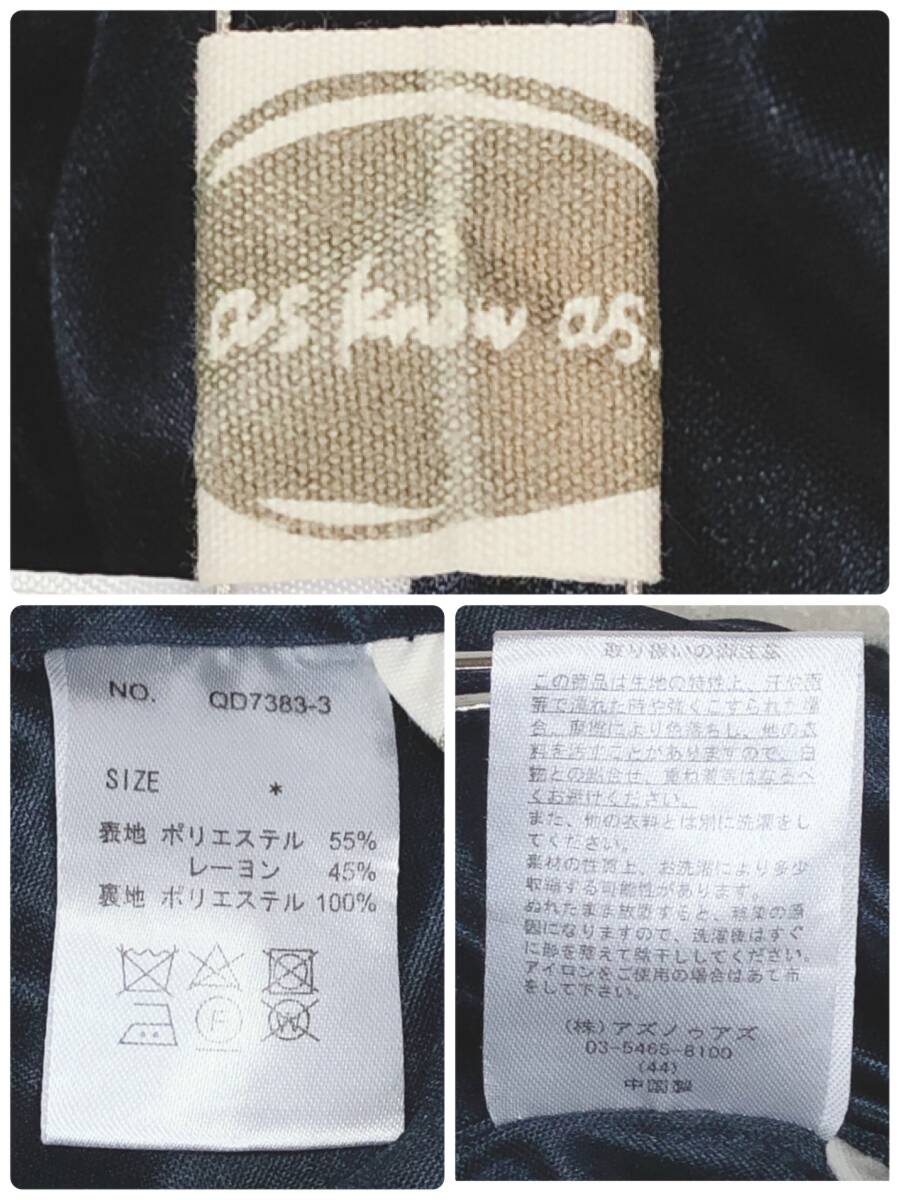 as know as.
NO. QD7383-3
SIZE *
表地 ポリエステル 55%
レーヨン 45%
裏地 ポリエステル 100%
F
W
取り扱いの御注意
この商品は生地の特性上、汗や雨
等で濡れた時や強くこすられた場
合、摩擦により色落ちし、他の衣
料を汚すことがありますので、白
物との組合せ、重ね着等はなるべ
くお避けください。
また、他の衣料とは別に洗濯をし
てください。
素材の性質上、お洗濯により多少
収縮する可能性があります。
ぬれたまま放置すると、移染の原
因になりますので、洗濯後はすぐ
に形を整えて陰干ししてください。
アイロンをご使用の場合はあて布
をして下さい。
(株)アズノゥアズ
03-5465-8100
(44)
中国製